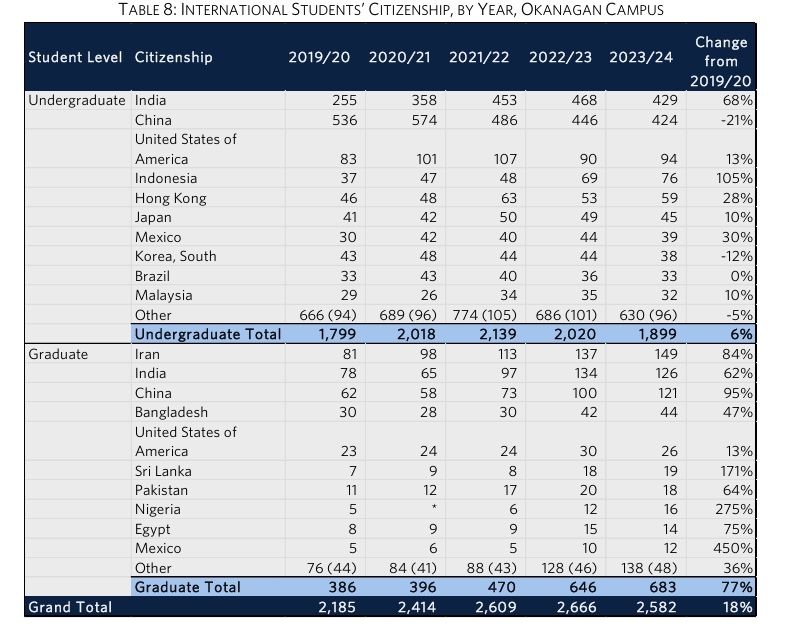 TABLE 8: INTERNATIONAL STUDENTS' CITIZENSHIP, BY YEAR, OKANAGAN CAMPUS
Student Level Citizenship 2019/20 2020/21 2021/22 2022/23 2023/24 Change from 2019/20
Undergraduate India 255 358 453 468 429 68%
China 536 574 486 446 424 -21%
United States of
America 83 101 107 90 94 13%
Indonesia 37 47 48 69 76 105%
Hong Kong 46 48 63 53 59 28%
Japan 41 42 50 49 45 10%
Mexico 30 42 40 44 39 30%
Korea, South 43 48 44 44 38 -12%
Brazil 33 43 40 36 33 0%
Malaysia 29 26 34 35 32 10%
Other 666 (94) 689 (96) 774 (105) 686 (101) 630 (96) -5%
Undergraduate Total 1,799 2,018 2,139 2,020 1,899 6%
Graduate Iran 81 98 113 137 149 84%
India 78 65 97 134 126 62%
China 62 58 73 100 121 95%
Bangladesh 30 28 30 42 44 47%
United States of
America 23 24 24 30 26 13%
Sri Lanka 7 9 8 18 19 171%
Pakistan 11 12 17 20 18 64%
Nigeria 5 * 6 12 16 275%
Egypt 8 9 9 15 14 75%
Mexico 5 6 5 10 12 450%
Other 76 (44) 84 (41) 88 (43) 128 (46) 138 (48) 36%
Graduate Total 386 396 470 646 683 77%
Grand Total 2,185 2,414 2,609 2,666 2,582 18%